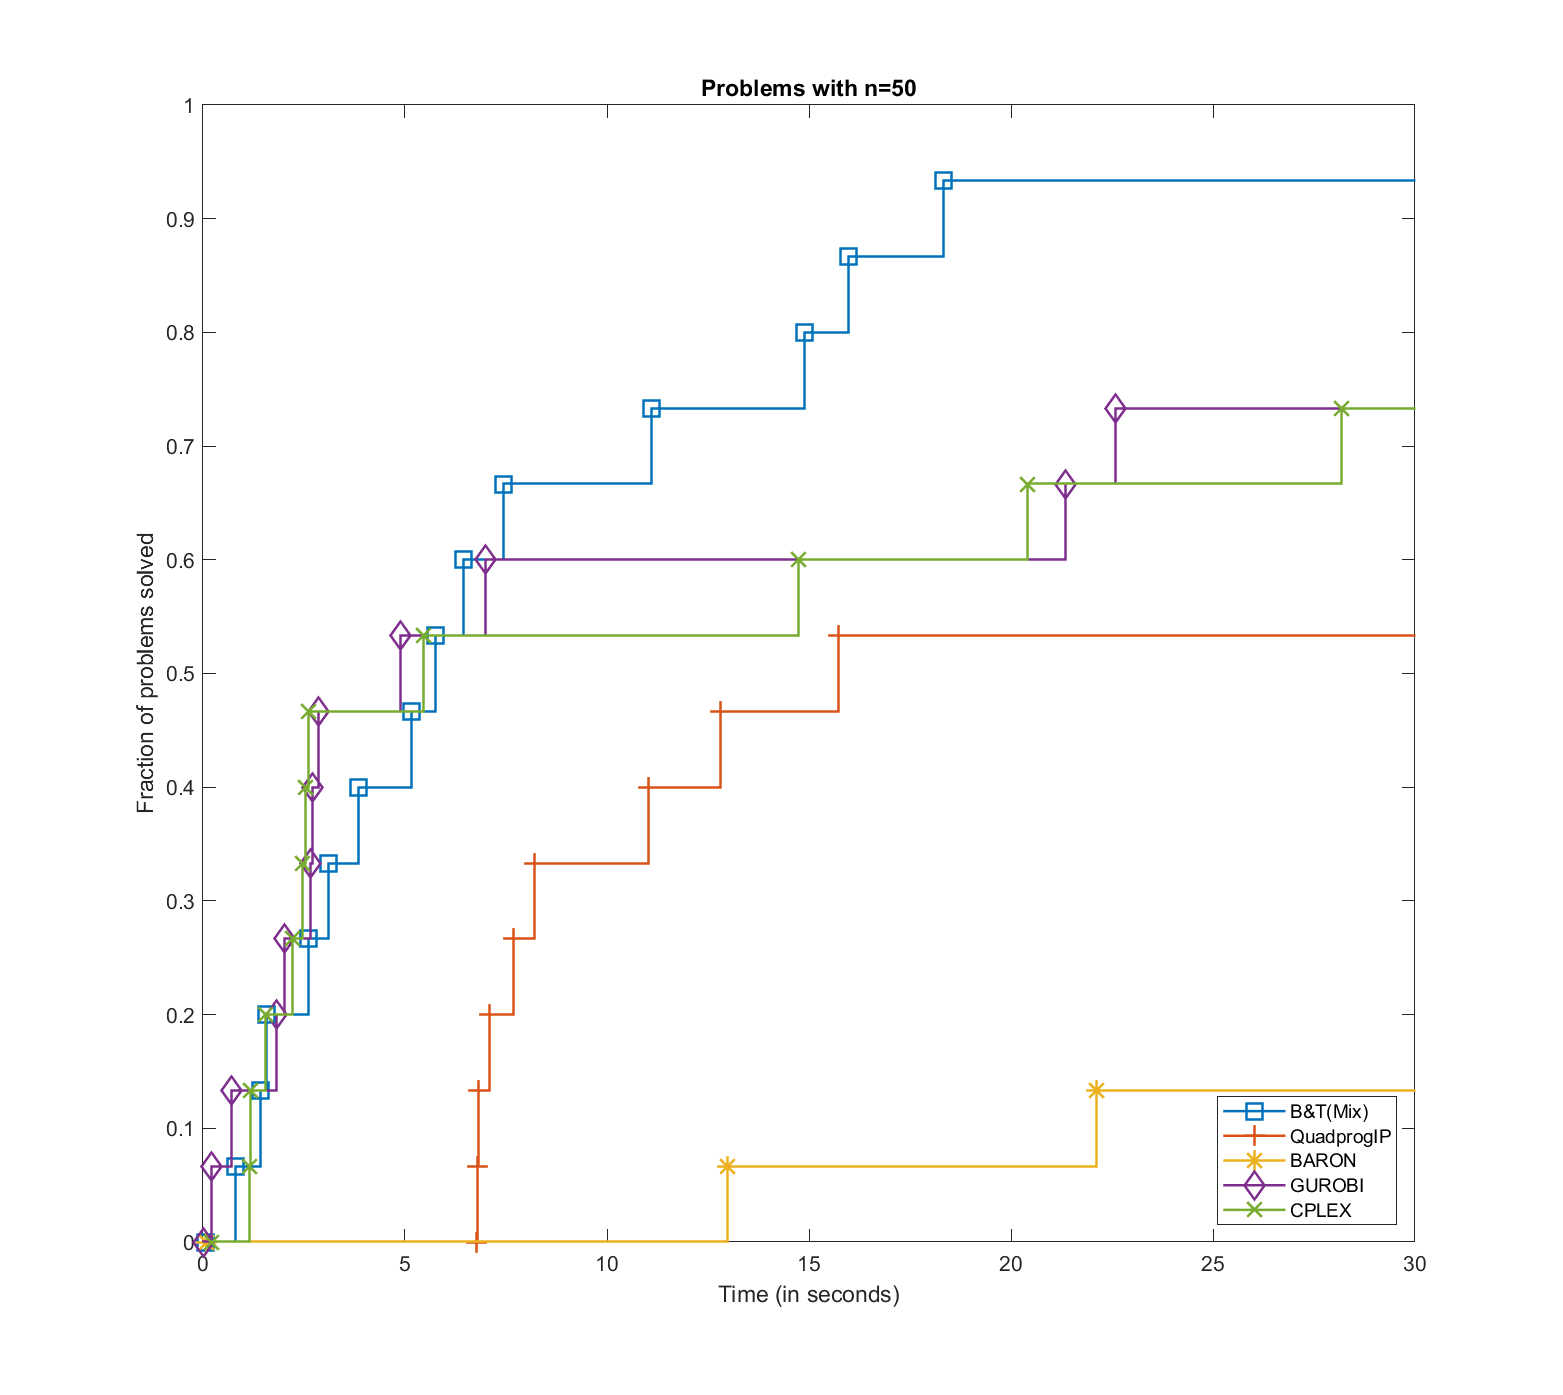 Problems with n=50
1
0.9
0.8
0.7
0.6
0.5
0.4
0.3
0.2
0.1
0
Fraction of problems solved
0 5 10 15 20 25 30
Time (in seconds)
B&T(Mix)
QuadprogIP
BARON
GUROBI
CPLEX